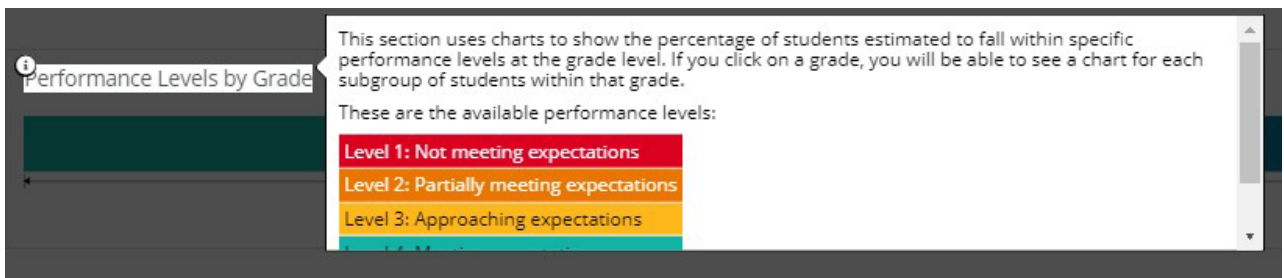 Performance Levels by Grade
This section uses charts to show the percentage of students estimated to fall within specific
performance levels at the grade level. If you click on a grade, you will be able to see a chart for each
subgroup of students within that grade.
These are the available performance levels:
Level 1: Not meeting expectations
Level 2: Partially meeting expectations
Level 3: Approaching expectations